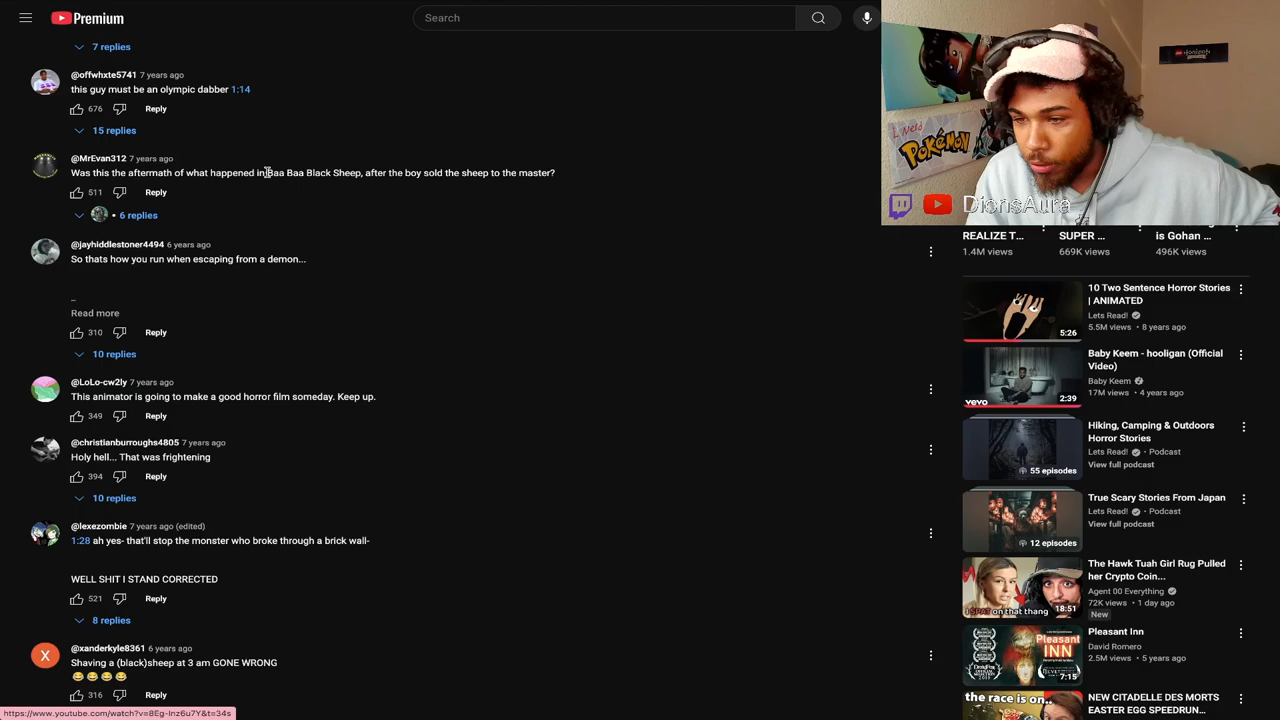 Premium
Search
7 replies
@offwhxte5741 7 years ago
this guy must be an olympic dabber 1:14
676 Reply
15 replies
@MrEvan312 7 years ago
Was this the aftermath of what happened in Baa Baa Black Sheep, after the boy sold the sheep to the master?
511 Reply
• 6 replies
@jayhiddlestoner4494 6 years ago
So thats how you run when escaping from a demon...
_
Read more
310 Reply
10 replies
@LoLo-cw2ly 7 years ago
This animator is going to make a good horror film someday. Keep up.
349 Reply
@christianburroughs4805 7 years ago
Holy hell... That was frightening
394 Reply
10 replies
@lexezombie 7 years ago (edited)
1:28 ah yes- that'll stop the monster who broke through a brick wall-
WELL SHIT I STAND CORRECTED
521 Reply
8 replies
X
@xanderkyle8361 6 years ago
Shaving a (black)sheep at 3 am GONE WRONG
316 Reply
https://www.youtube.com/watch?v=8Eg-Inz6u7Y&t=34s
L Nerd
POKéMON
HORIZON
DionsAura
REALIZE T...
1.4M views
SUPER ...
669K views
is Gohan ...
496K views
10 Two Sentence Horror Stories
| ANIMATED
Lets Read!
5.5M views • 8 years ago
5:26
Baby Keem - hooligan (Official
Video)
Baby Keem
17M views • 4 years ago
vevo
2:39
Hiking, Camping & Outdoors
Horror Stories
Lets Read! • Podcast
View full podcast
55 episodes
True Scary Stories From Japan
Lets Read! • Podcast
View full podcast
12 episodes
The Hawk Tuah Girl Rug Pulled
her Crypto Coin...
Agent 00 Everything
72K views • 1 day ago
New
I SPAT on that thang
18:51
Pleasant Inn
David Romero
2.5M views • 5 years ago
Pleasant
INN
7:15
NEW CITADELLE DES MORTS
EASTER EGG SPEEDRUN...
the race is on...